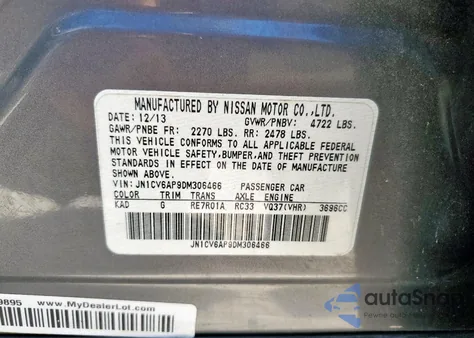 MANUFACTURED BY NISSAN MOTOR CO.,LTD.
DATE: 12/13 GVWR/PNBV: 4722 LBS.
GAWR/PNBE FR: 2270 LBS. RR: 2478 LBS.
THIS VEHICLE CONFORMS TO ALL APPLICABLE FEDERAL
MOTOR VEHICLE SAFETY, BUMPER, AND THEFT PREVENTION
STANDARDS IN EFFECT ON THE DATE OF MANUFACTURE
SHOWN ABOVE.
VIN: JN1CV6AP9DM306466 PASSENGER CAR
COLOR TRIM TRANS AXLE ENGINE
KAD G RE7R01A RC33 VQ37(VHR) 3696CC
JN1CV6AP9DM306466
9895 www.MyDealerLot.com
autoSnap